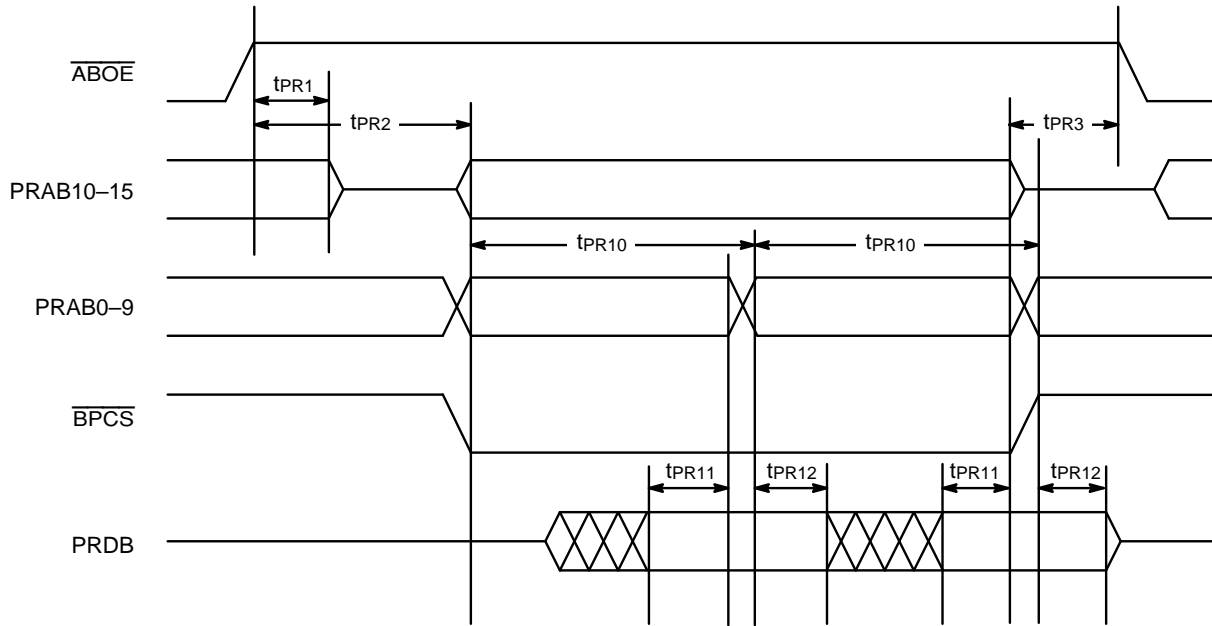 ABOE
tPR1
tPR2
tPR3
PRAB10–15
tPR10
tPR10
PRAB0–9
BPCS
tPR11
tPR12
tPR11
tPR12
PRDB